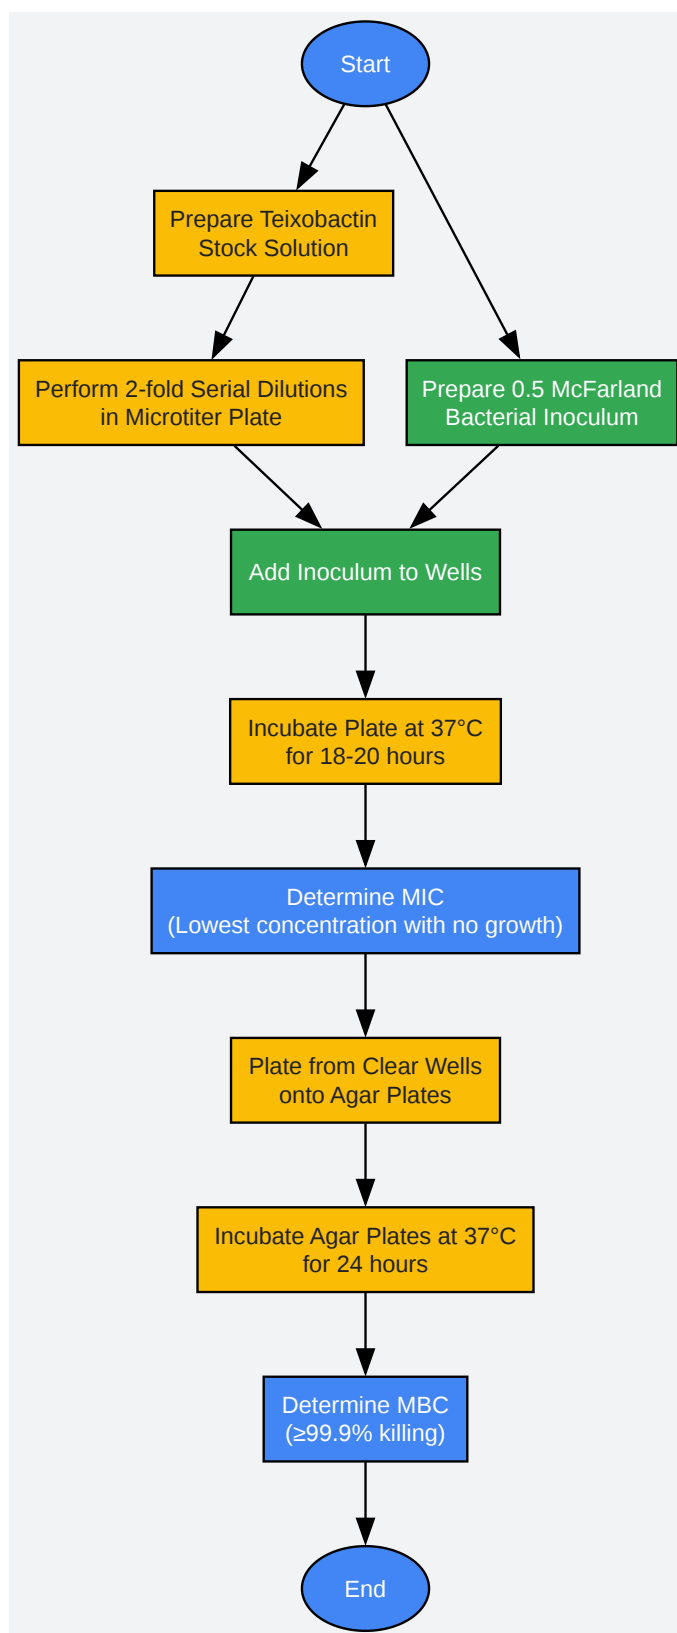 Start
Prepare Teixobactin
Stock Solution
Perform 2-fold Serial Dilutions
in Microtiter Plate
Prepare 0.5 McFarland
Bacterial Inoculum
Add Inoculum to Wells
Incubate Plate at 37°C
for 18-20 hours
Determine MIC
(Lowest concentration with no growth)
Plate from Clear Wells
onto Agar Plates
Incubate Agar Plates at 37°C
for 24 hours
Determine MBC
(≥99.9% killing)
End